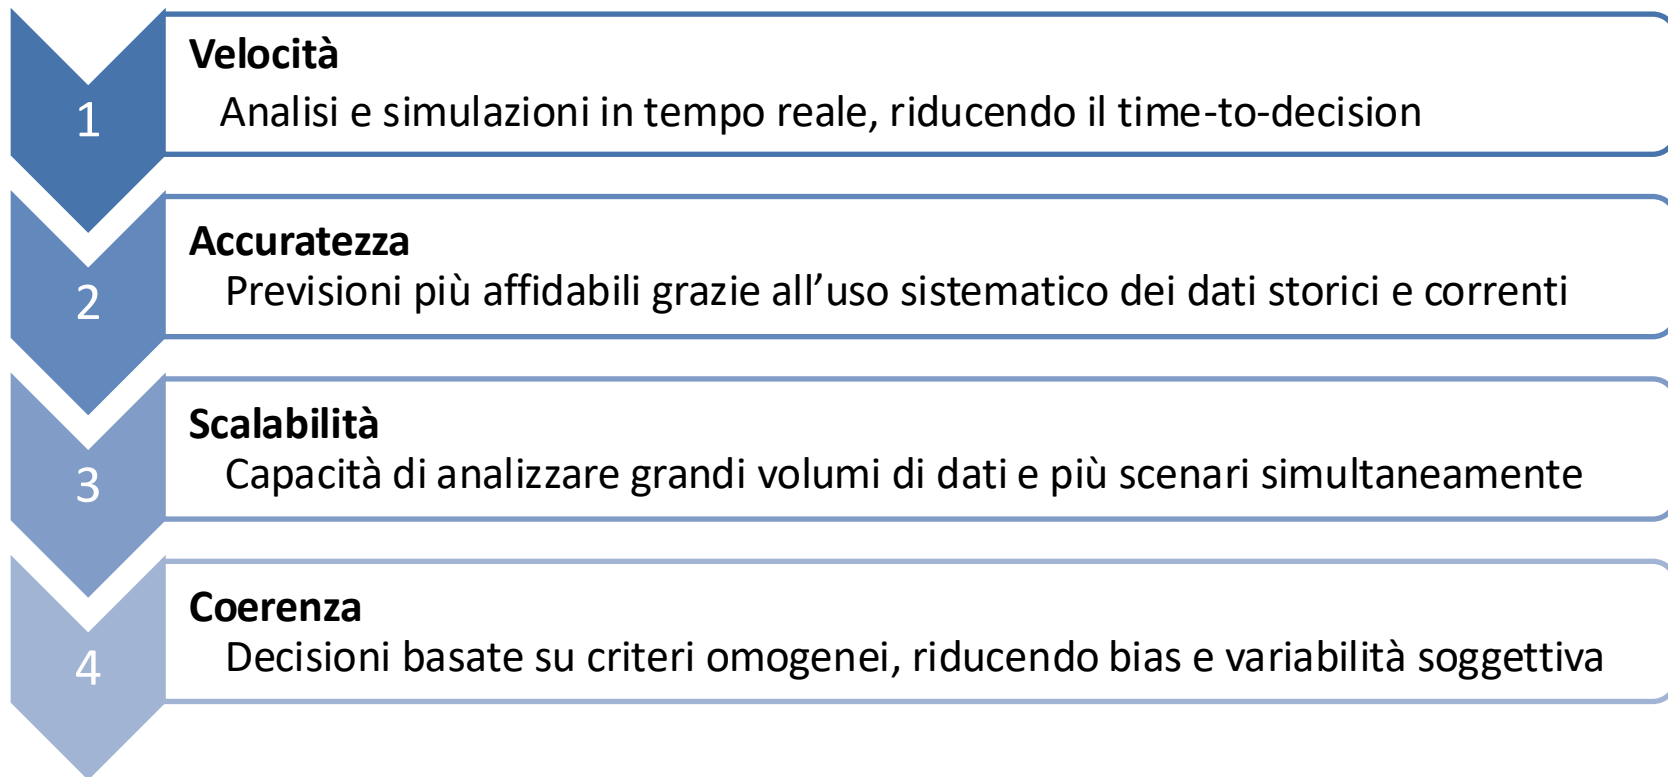 1
Velocità
Analisi e simulazioni in tempo reale, riducendo il time-to-decision
2
Accuratezza
Previsioni più affidabili grazie all’uso sistematico dei dati storici e correnti
3
Scalabilità
Capacità di analizzare grandi volumi di dati e più scenari simultaneamente
4
Coerenza
Decisioni basate su criteri omogenei, riducendo bias e variabilità soggettiva